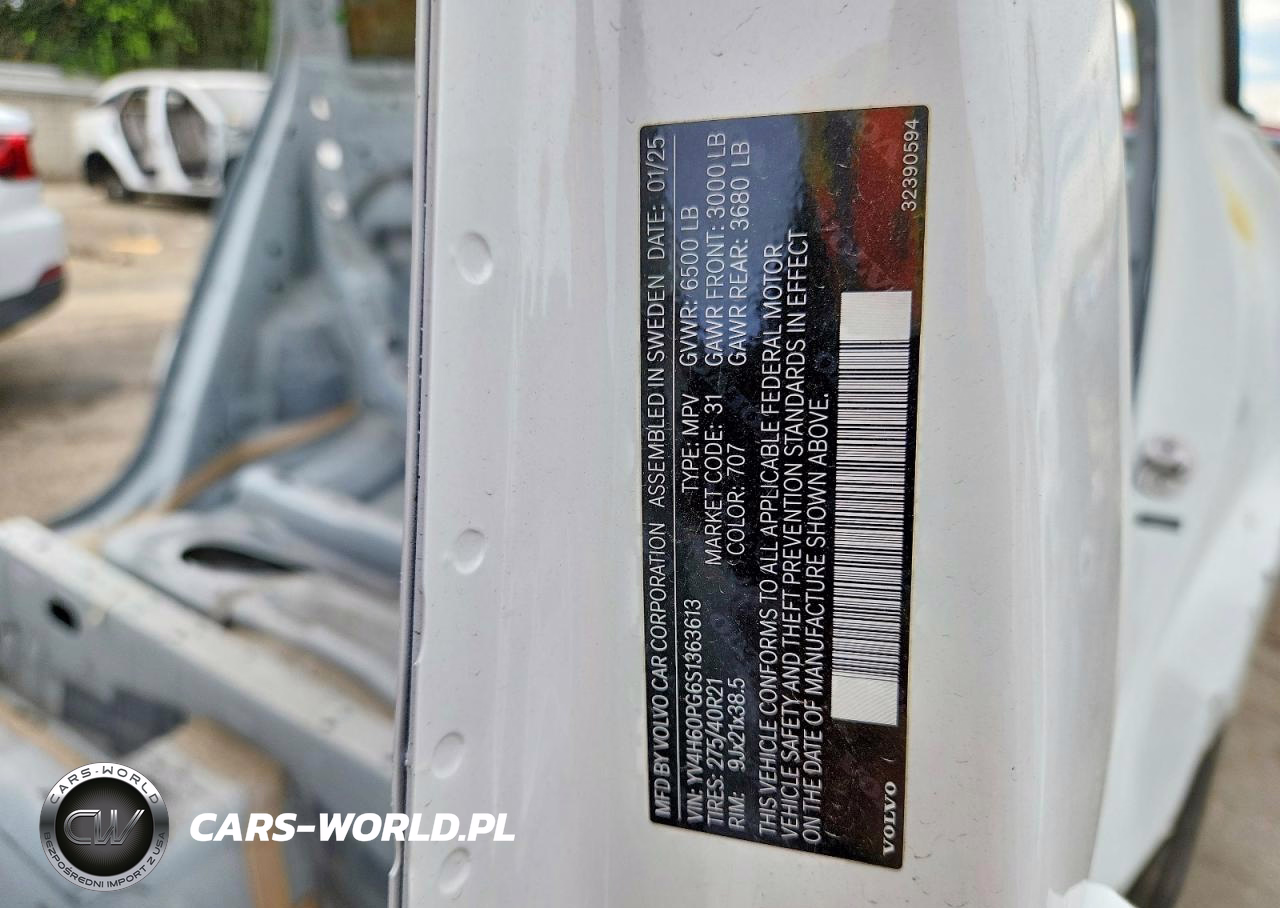 MFD BY VOLVO CAR CORPORATION ASSEMBLED IN SWEDEN DATE: 01/25
VIN: YV4H60PG6S1363613 TYPE: MPV GVWR: 6500 LB
TIRES: 275/40R21 MARKET CODE: 31 GAWR FRONT: 3000 LB
RIM: 9Jx21x38.5 COLOR: 707 GAWR REAR: 3680 LB
THIS VEHICLE CONFORMS TO ALL APPLICABLE FEDERAL MOTOR
VEHICLE SAFETY AND THEFT PREVENTION STANDARDS IN EFFECT
ON THE DATE OF MANUFACTURE SHOWN ABOVE.
VOLVO
32390594
CARS-WORLD
CW
BEZPOŚREDNI IMPORT Z USA
CARS-WORLD.PL